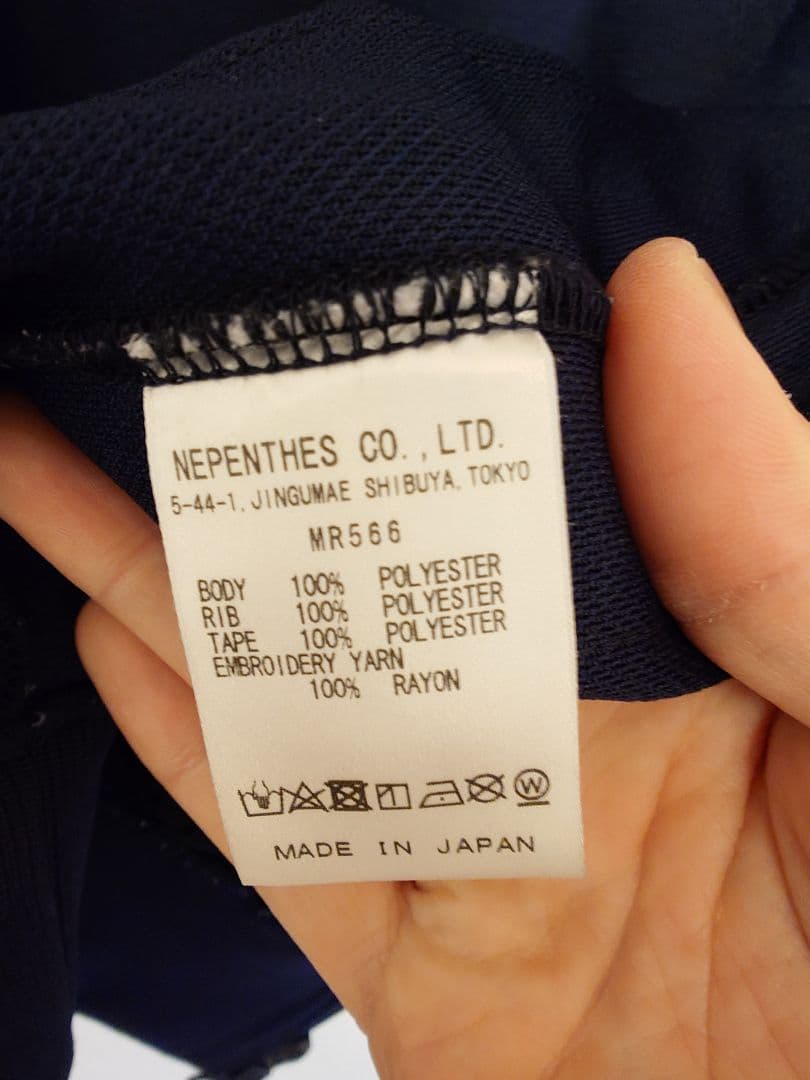 NEPENTHES CO.,LTD.
5-44-1, JINGUMAE SHIBUYA, TOKYO
MR566
BODY 100% POLYESTER
RIB 100% POLYESTER
TAPE 100% POLYESTER
EMBROIDERY YARN
100% RAYON
W
MADE IN JAPAN